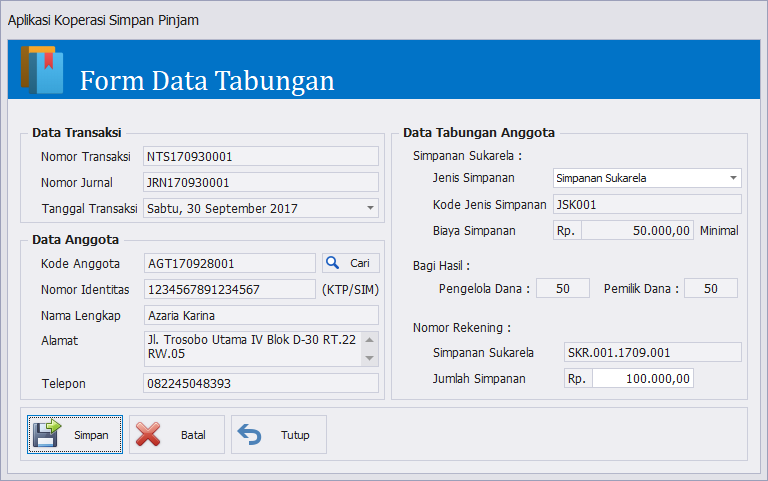 Aplikasi Koperasi Simpan Pinjam
Form Data Tabungan
Data Transaksi
Nomor Transaksi NTS170930001
Nomor Jurnal JRN170930001
Tanggal Transaksi Sabtu, 30 September 2017
Data Anggota
Kode Anggota AGT170928001 Cari
Nomor Identitas 1234567891234567 (KTP/SIM)
Nama Lengkap Azaria Karina
Alamat Jl. Trosobo Utama IV Blok D-30 RT.22
RW.05
Telepon 082245048393
Data Tabungan Anggota
Simpanan Sukarela :
Jenis Simpanan Simpanan Sukarela
Kode Jenis Simpanan JSK001
Biaya Simpanan Rp. 50.000,00 Minimal
Bagi Hasil :
Pengelola Dana : 50 Pemilik Dana : 50
Nomor Rekening :
Simpanan Sukarela SKR.001.1709.001
Jumlah Simpanan Rp. 100.000,00
Simpan Batal Tutup